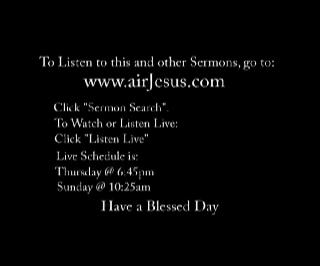 To Listen to this and other Sermons, go to:
www.airJesus.com
Click "Sermon Search".
To Watch or Listen Live:
Click "Listen Live"
Live Schedule is:
Thursday @ 6:45pm
Sunday @ 10:25am
Have a Blessed Day